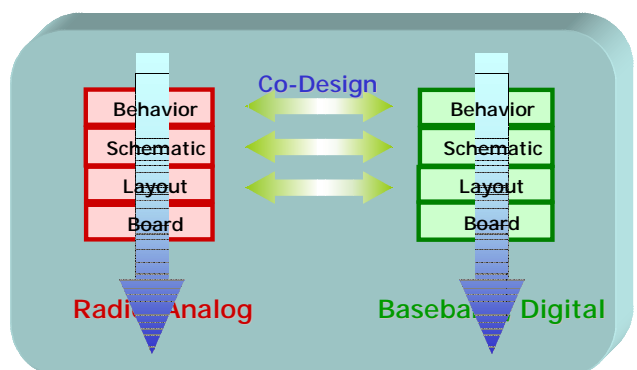 Co-Design
Behavior
Schematic
Layout
Board
Behavior
Schematic
Layout
Board
Analog
Digital